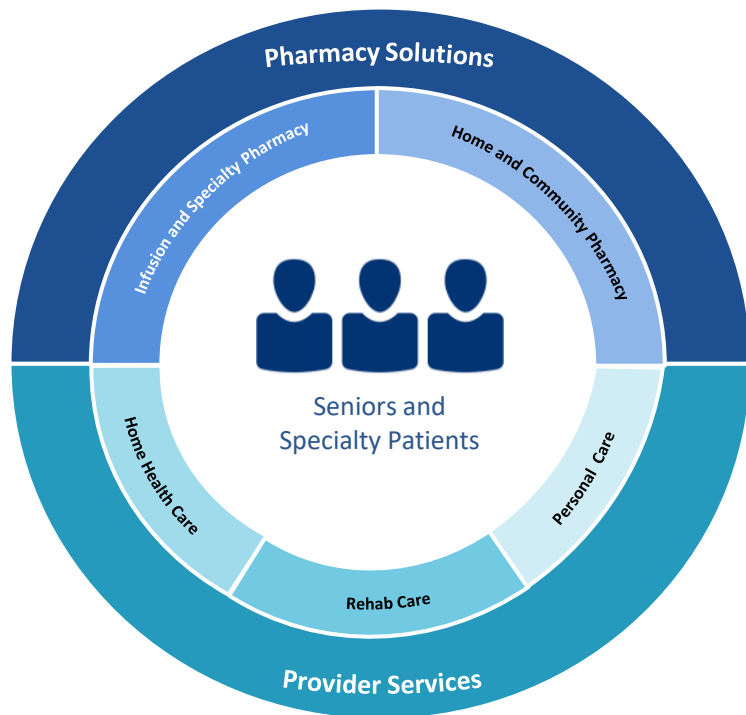 Pharmacy Solutions
Infusion and Specialty Pharmacy
Home and Community Pharmacy
Seniors and
Specialty Patients
Home Health Care
Personal Care
Rehab Care
Provider Services